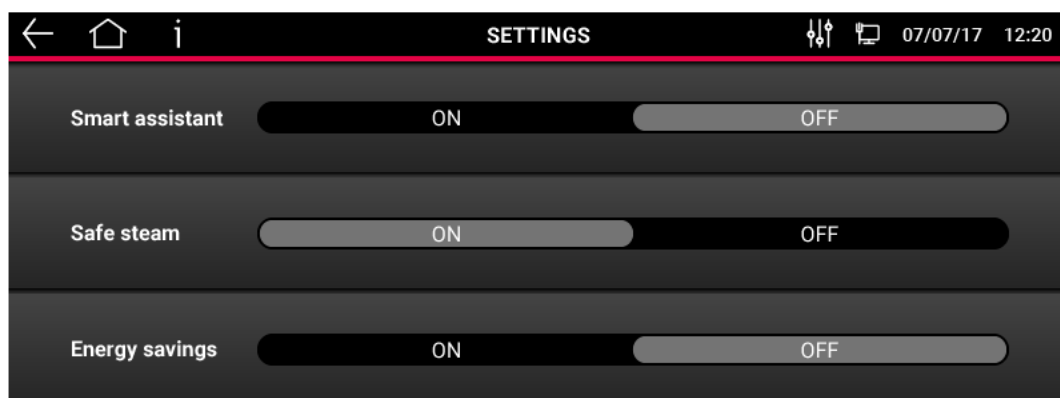 i SETTINGS 07/07/17 12:20
Smart assistant ON OFF
Safe steam ON OFF
Energy savings ON OFF